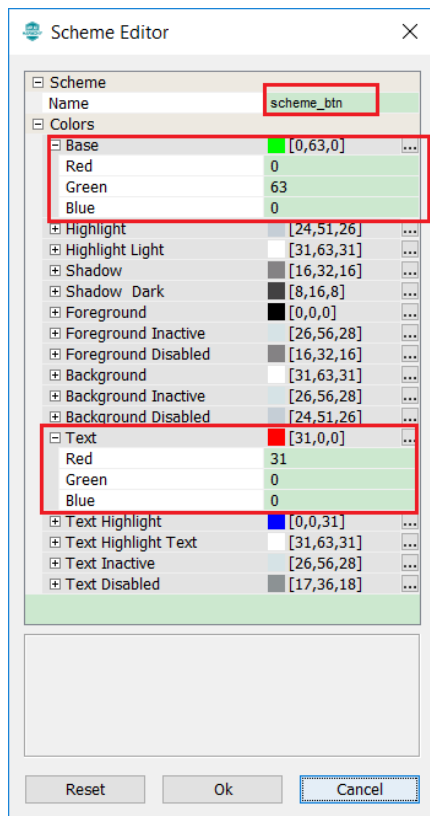 Scheme Editor
Scheme
Name scheme_btn
Colors
Base [0,63,0] ...
Red 0
Green 63
Blue 0
Highlight [24,51,26] ...
Highlight Light [31,63,31] ...
Shadow [16,32,16] ...
Shadow Dark [8,16,8] ...
Foreground [0,0,0] ...
Foreground Inactive [26,56,28] ...
Foreground Disabled [16,32,16] ...
Background [31,63,31] ...
Background Inactive [26,56,28] ...
Background Disabled [24,51,26] ...
Text [31,0,0] ...
Red 31
Green 0
Blue 0
Text Highlight [0,0,31] ...
Text Highlight Text [31,63,31] ...
Text Inactive [26,56,28] ...
Text Disabled [17,36,18] ...
Reset Ok Cancel